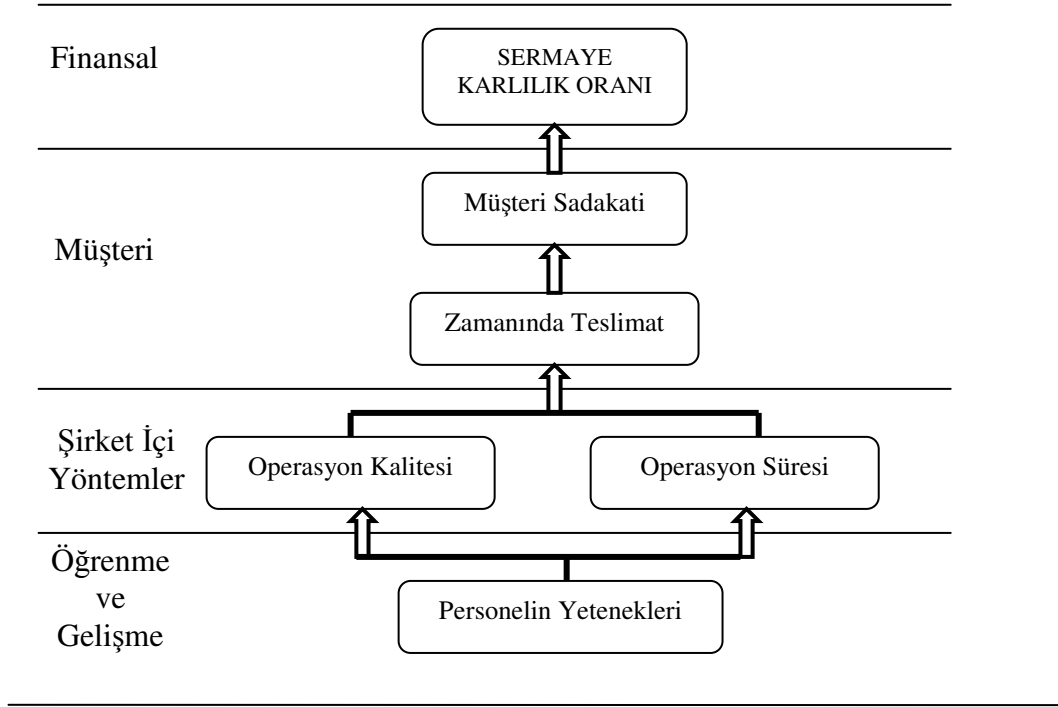 Finansal
SERMAYE
KARLILIK ORANI
Müşteri Sadakati
Müşteri
Zamanında Teslimat
Şirket İçi
Yöntemler
Operasyon Kalitesi
Operasyon Süresi
Öğrenme
ve
Gelişme
Personelin Yetenekleri